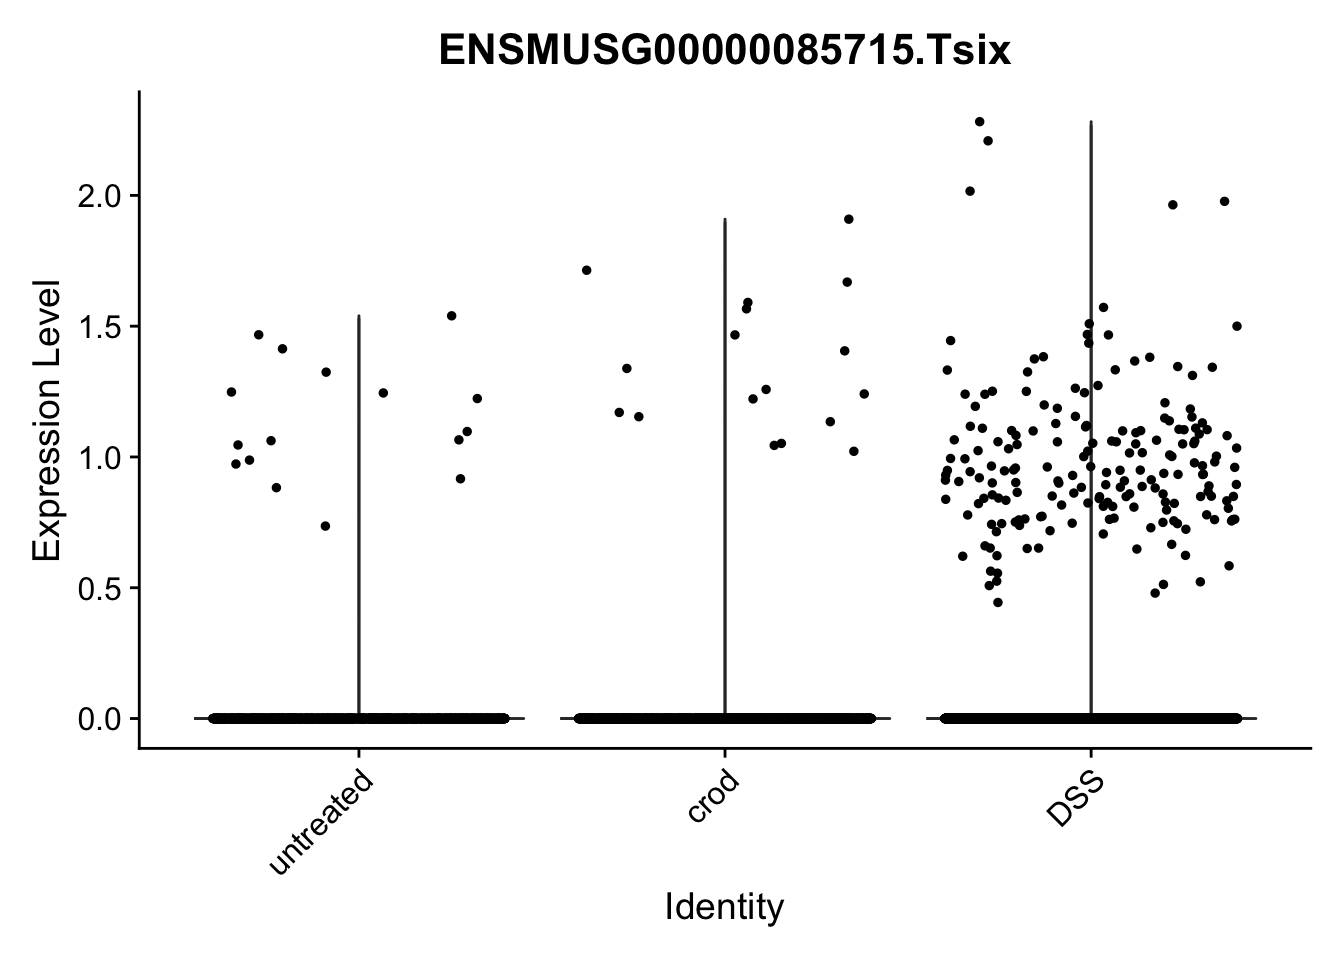 ENSMUSG00000085715.Tsix
Expression Level
2.0
1.5
1.0
0.5
0.0
untreated
crod
DSS
Identity